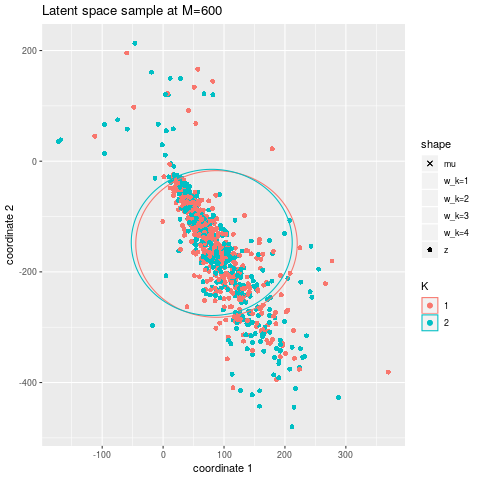 Latent space sample at M=600
200
0
-200
-400
-100
0
100
200
300
coordinate 1
coordinate 2
shape
mu
w_k=1
w_k=2
w_k=3
w_k=4
z
K
1
2